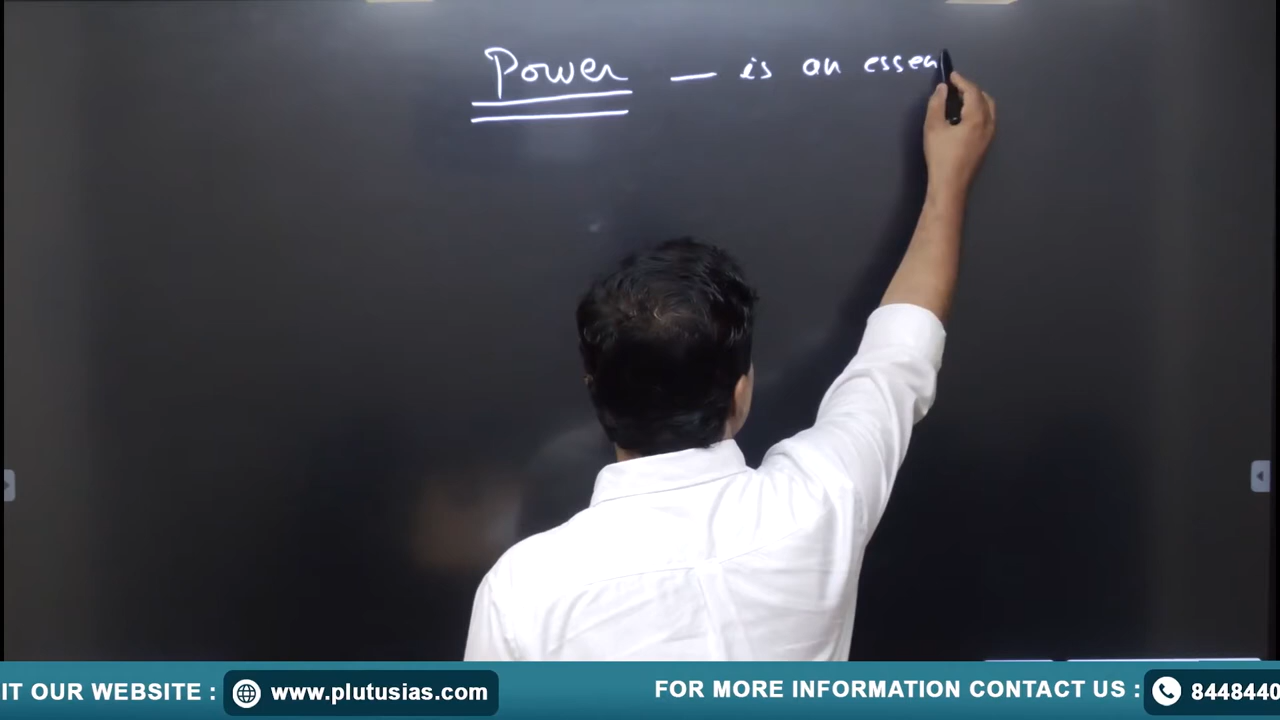 Power — is an essen
IT OUR WEBSITE : www.plutusias.com FOR MORE INFORMATION CONTACT US : 8448440